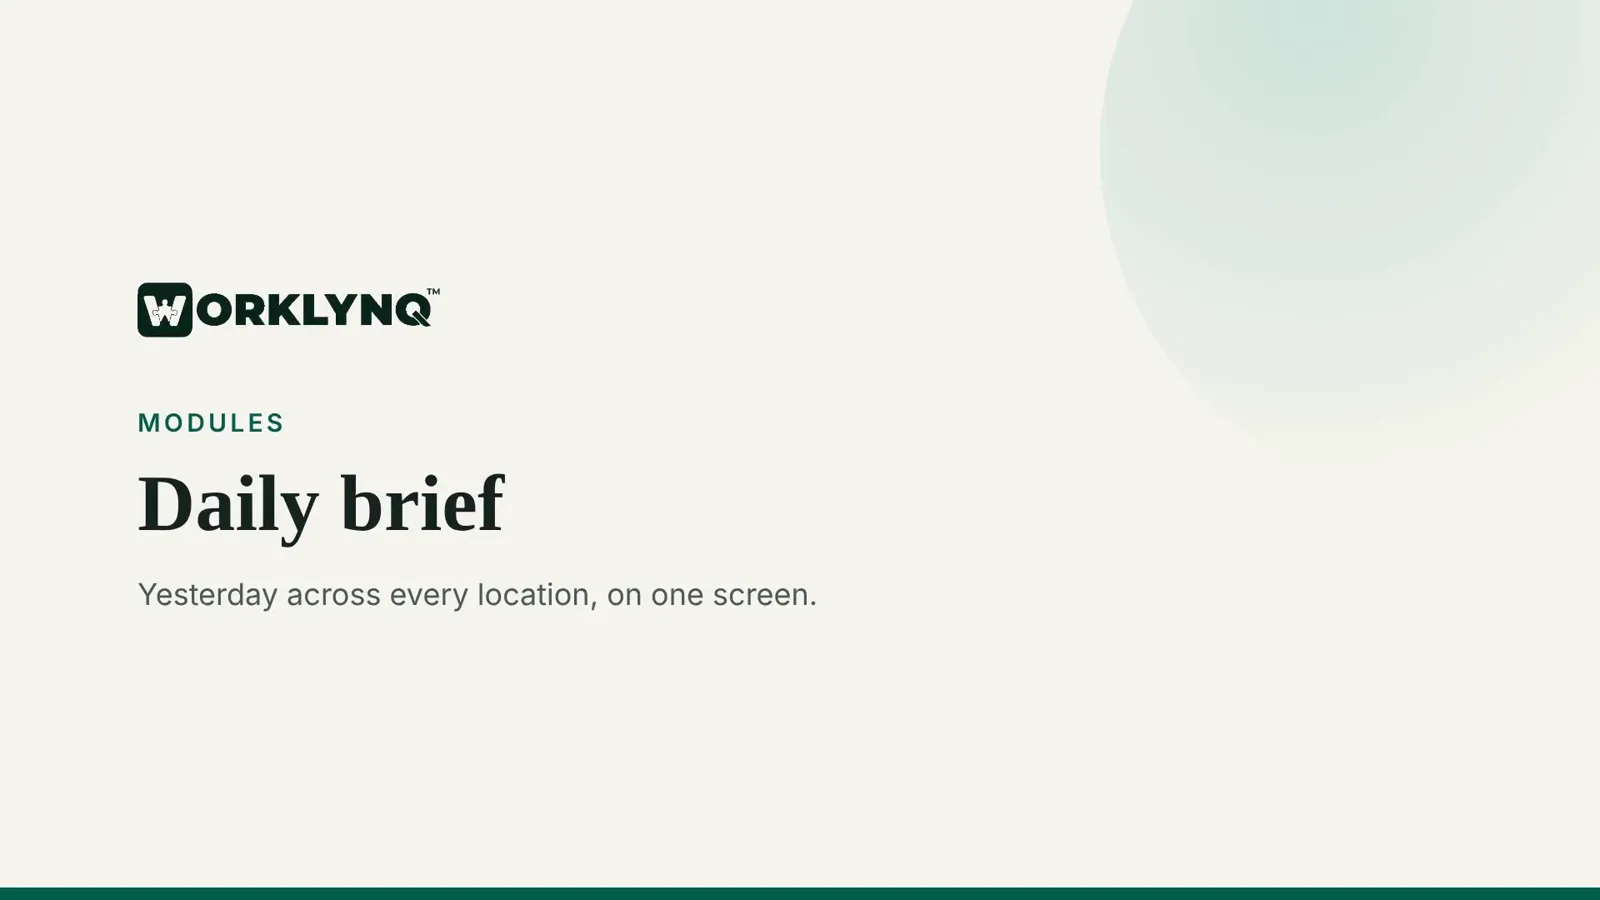 WORKLYNQ™
MODULES
Daily brief
Yesterday across every location, on one screen.